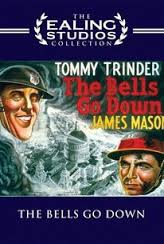 THE
EALING
STUDIOS
COLLECTION
TOMMY TRINDER
The Bells
Go Down
JAMES MASON
THE BELLS GO DOWN